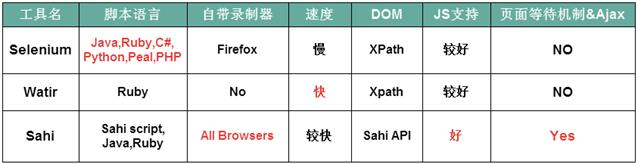 工具名 脚本语言 自带录制器 速度 DOM JS支持 页面等待机制&Ajax
Selenium Java,Ruby,C#, Python,Peal,PHP Firefox 慢 XPath 较好 NO
Watir Ruby No 快 Xpath 较好 NO
Sahi Sahi script, Java,Ruby All Browsers 较快 Sahi API 好 Yes